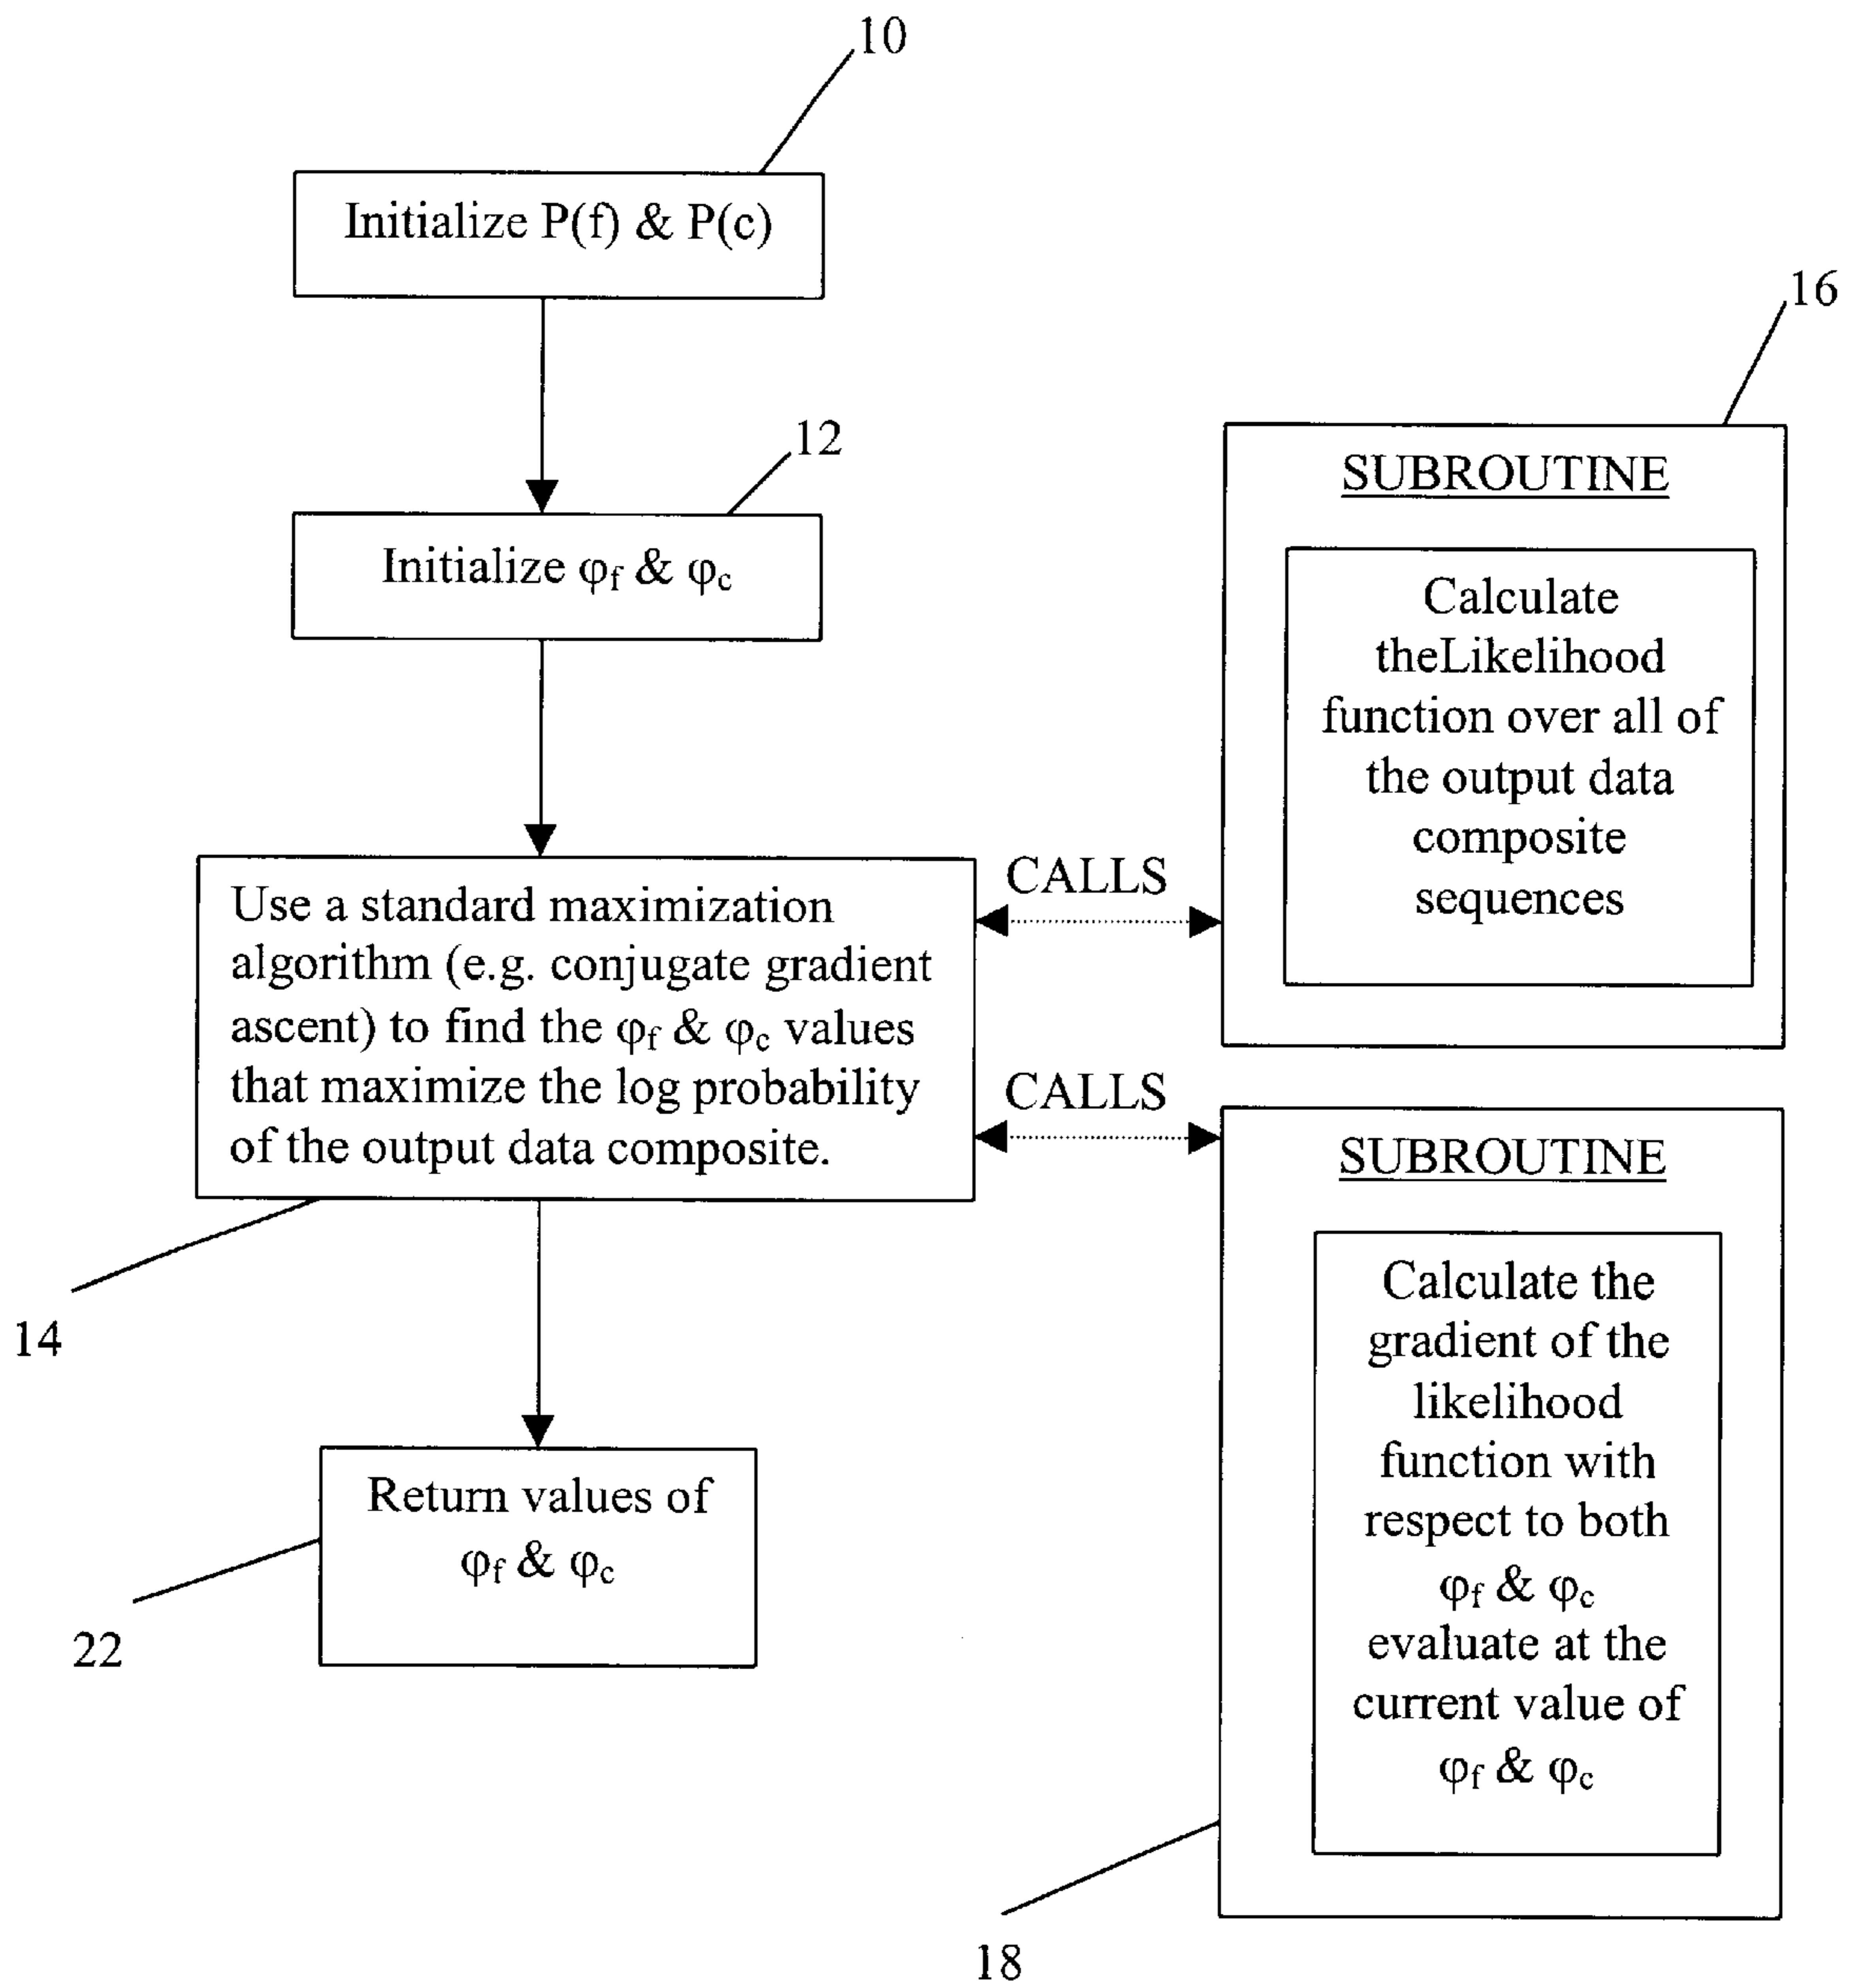 10
Initialize P(f) & P(c)
16
12
SUBROUTINE
Initialize φf & φc
Calculate
theLikelihood
function over all of
the output data
composite
sequences
CALLS
Use a standard maximization
algorithm (e.g. conjugate gradient
ascent) to find the φf & φc values
that maximize the log probability
of the output data composite.
CALLS
SUBROUTINE
Calculate the
gradient of the
likelihood
function with
respect to both
φf & φc
evaluate at the
current value of
φf & φc
14
Return values of
φf & φc
22
18